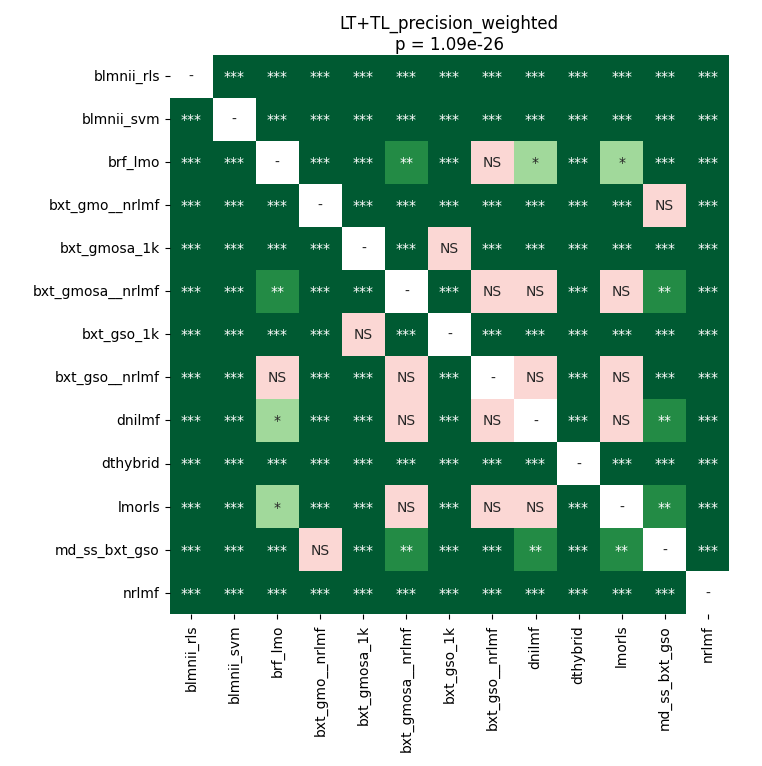 LT+TL_precision_weighted
p = 1.09e-26
blmnii_rls - *** *** *** *** *** *** *** *** *** *** *** ***
blmnii_svm *** - *** *** *** *** *** *** *** *** *** *** ***
brf_lmo *** *** - *** *** ** *** NS * *** * *** ***
bxt_gmo__nrlmf *** *** *** - *** *** *** *** *** *** *** NS ***
bxt_gmosa_1k *** *** *** *** - *** NS *** *** *** *** *** ***
bxt_gmosa__nrlmf *** *** ** *** *** - *** NS NS *** NS ** ***
bxt_gso_1k *** *** *** *** NS *** - *** *** *** *** *** ***
bxt_gso__nrlmf *** *** NS *** *** NS *** - NS *** NS *** ***
dnilmf *** *** * *** *** NS *** NS - *** NS ** ***
dthybrid *** *** *** *** *** *** *** *** *** - *** *** ***
lmorls *** *** * *** *** NS *** NS NS *** - ** ***
md_ss_bxt_gso *** *** *** NS *** ** *** *** ** *** ** - ***
nrlmf *** *** *** *** *** *** *** *** *** *** *** *** -
blmnii_rls
blmnii_svm
brf_lmo
bxt_gmo__nrlmf
bxt_gmosa_1k
bxt_gmosa__nrlmf
bxt_gso_1k
bxt_gso__nrlmf
dnilmf
dthybrid
lmorls
md_ss_bxt_gso
nrlmf